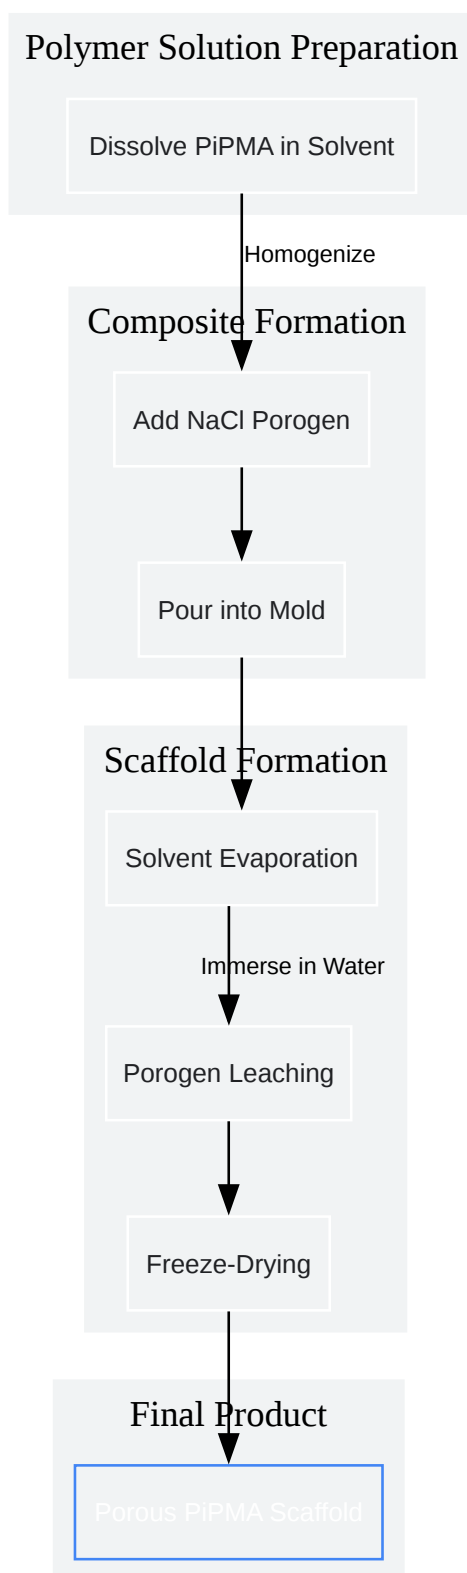 Polymer Solution Preparation
Dissolve PiPMA in Solvent
Homogenize
Composite Formation
Add NaCl Porogen
Pour into Mold
Scaffold Formation
Solvent Evaporation
Immerse in Water
Porogen Leaching
Freeze-Drying
Final Product
Porous PiPMA Scaffold